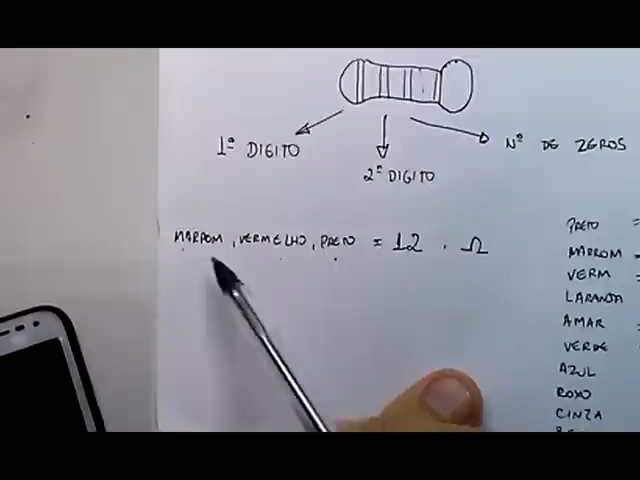 1º DIGITO
2º DIGITO
Nº DE ZEROS
MARROM, VERMELHO, PRETO = 12 . Ω
PRETO =
MARROM =
VERM =
LARANJA
AMAR =
VERDE =
AZUL
ROXO
CINZA